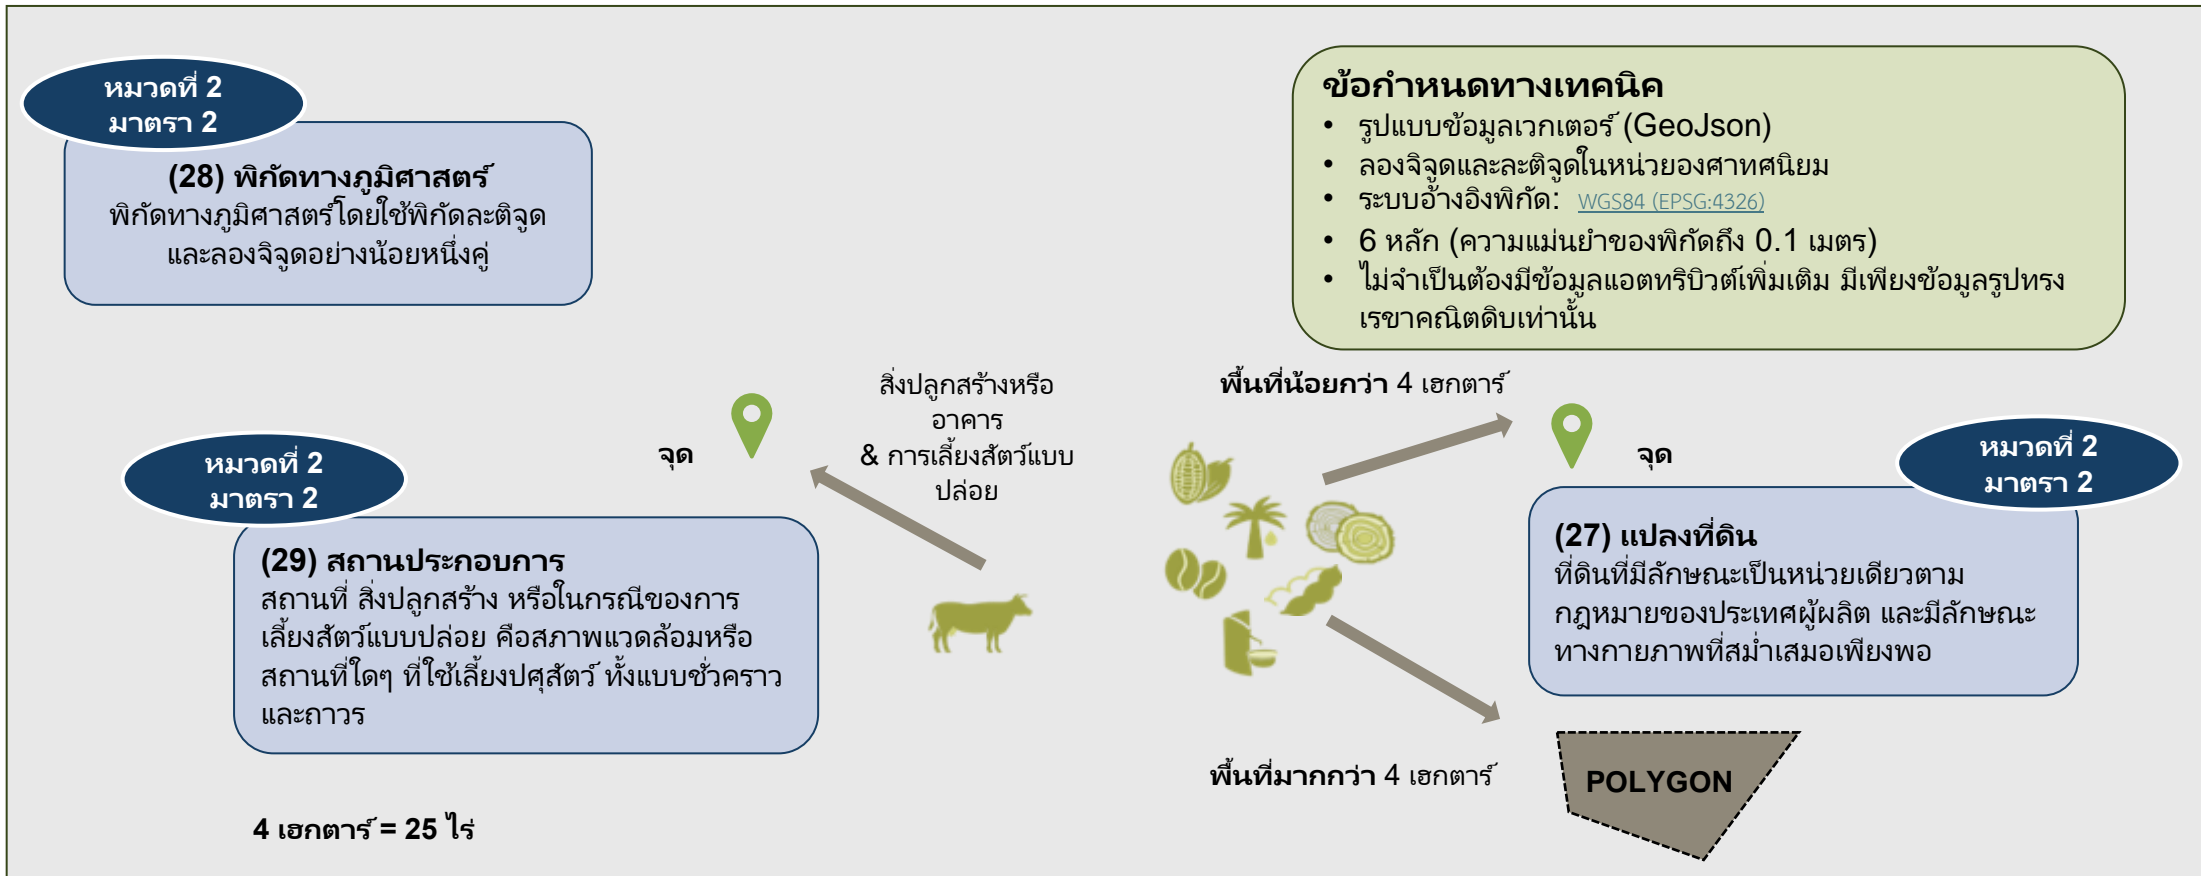 หมวดที่ 2
มาตรา 2
(28) พิกัดทางภูมิศาสตร์
พิกัดทางภูมิศาสตร์โดยใช้พิกัดละติจูด
และลองจิจูดอย่างน้อยหนึ่งคู่
ข้อกำหนดทางเทคนิค
• รูปแบบข้อมูลเวกเตอร์ (GeoJson)
• ลองจิจูดและละติจูดในหน่วยองศาทศนิยม
• ระบบอ้างอิงพิกัด: WGS84 (EPSG:4326)
• 6 หลัก (ความแม่นยำของพิกัดถึง 0.1 เมตร)
• ไม่จำเป็นต้องมีข้อมูลแอตทริบิวต์เพิ่มเติม มีเพียงข้อมูลรูปทรง
เรขาคณิตดิบเท่านั้น
สิ่งปลูกสร้างหรือ
อาคาร
& การเลี้ยงสัตว์แบบ
ปล่อย
จุด
พื้นที่น้อยกว่า 4 เฮกตาร์
จุด
หมวดที่ 2
มาตรา 2
(29) สถานประกอบการ
สถานที่ สิ่งปลูกสร้าง หรือในกรณีของการ
เลี้ยงสัตว์แบบปล่อย คือสภาพแวดล้อมหรือ
สถานที่ใดๆ ที่ใช้เลี้ยงปศุสัตว์ ทั้งแบบชั่วคราว
และถาวร
หมวดที่ 2
มาตรา 2
(27) แปลงที่ดิน
ที่ดินที่มีลักษณะเป็นหน่วยเดียวตาม
กฎหมายของประเทศผู้ผลิต และมีลักษณะ
ทางกายภาพที่สม่ำเสมอเพียงพอ
พื้นที่มากกว่า 4 เฮกตาร์
POLYGON
4 เฮกตาร์ = 25 ไร่